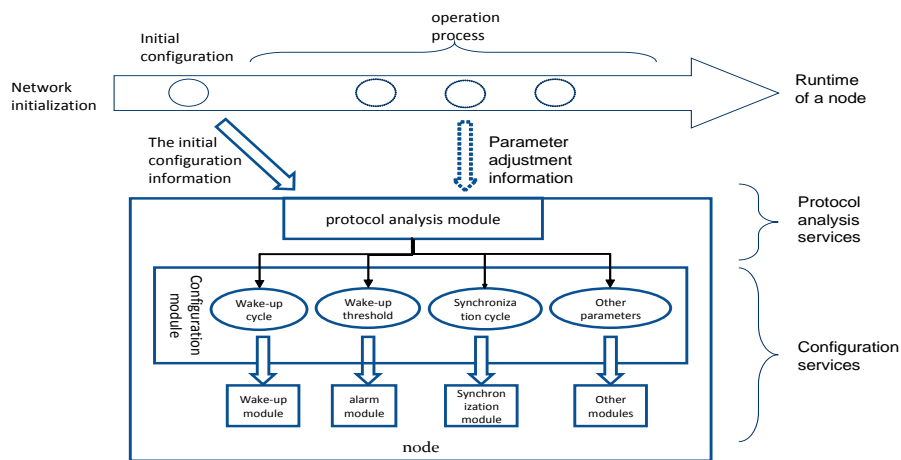 operation
process
Initial
configuration
Network
initialization
Runtime
of a node
The initial
configuration
information
Parameter
adjustment
information
protocol analysis module
Protocol
analysis
services
Configuration
module
Wake-up
cycle
Wake-up
threshold
Synchroniza
tion cycle
Other
parameters
Configuration
services
Wake-up
module
alarm
module
Synchron
ization
module
Other
modules
node